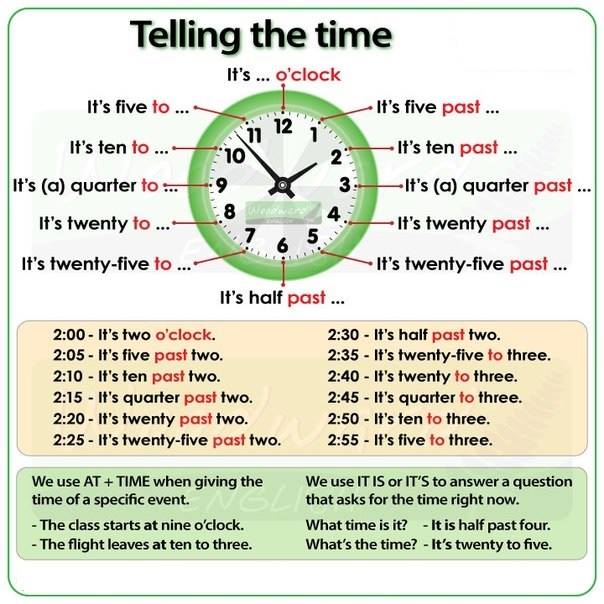 Telling the time
It's ... o'clock
It's five to ...
It's five past ...
It's ten to ...
It's ten past ...
It's (a) quarter to ...
It's (a) quarter past ...
It's twenty to ...
It's twenty past ...
It's twenty-five to ...
It's twenty-five past ...
It's half past ...
12
1
2
3
4
5
6
7
8
9
10
11
Woodward
ENGLISH
2:00 - It's two o'clock.
2:05 - It's five past two.
2:10 - It's ten past two.
2:15 - It's quarter past two.
2:20 - It's twenty past two.
2:25 - It's twenty-five past two.
2:30 - It's half past two.
2:35 - It's twenty-five to three.
2:40 - It's twenty to three.
2:45 - It's quarter to three.
2:50 - It's ten to three.
2:55 - It's five to three.
We use AT + TIME when giving the
time of a specific event.
- The class starts at nine o'clock.
- The flight leaves at ten to three.
We use IT IS or IT'S to answer a question
that asks for the time right now.
What time is it? - It is half past four.
What's the time? - It's twenty to five.